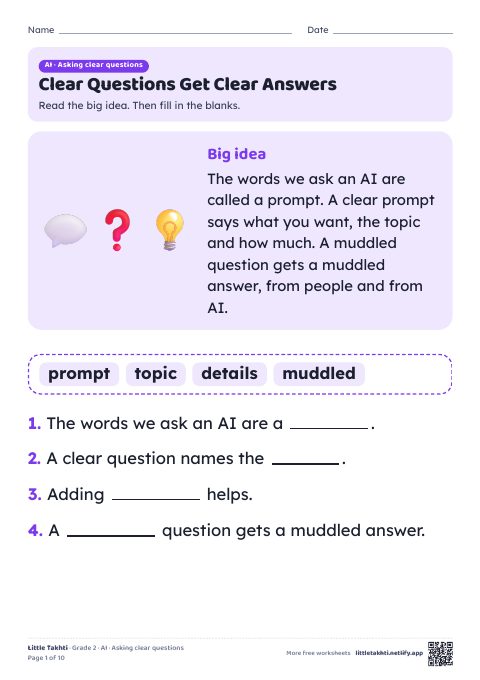 Name Date
AI · Asking clear questions
Clear Questions Get Clear Answers
Read the big idea. Then fill in the blanks.
Big idea
The words we ask an AI are
called a prompt. A clear prompt
says what you want, the topic
and how much. A muddled
question gets a muddled
answer, from people and from
AI.
prompt topic details muddled
1. The words we ask an AI are a ________.
2. A clear question names the ________.
3. Adding ________ helps.
4. A ________ question gets a muddled answer.
Little Takhti · Grade 2 · AI · Asking clear questions
Page 1 of 10
More free worksheets · littletakhti.netlify.app